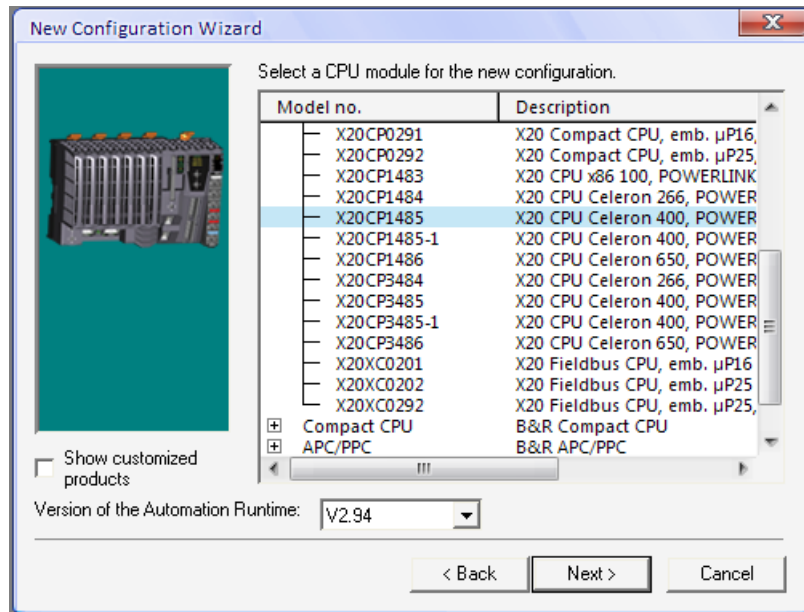 New Configuration Wizard
Select a CPU module for the new configuration.
Model no. Description
X20CP0291 X20 Compact CPU, emb. µP16,
X20CP0292 X20 Compact CPU, emb. µP25,
X20CP1483 X20 CPU x86 100, POWERLINK
X20CP1484 X20 CPU Celeron 266, POWER
X20CP1485 X20 CPU Celeron 400, POWER
X20CP1485-1 X20 CPU Celeron 400, POWER
X20CP1486 X20 CPU Celeron 650, POWER
X20CP3484 X20 CPU Celeron 266, POWER
X20CP3485 X20 CPU Celeron 400, POWER
X20CP3485-1 X20 CPU Celeron 400, POWER
X20CP3486 X20 CPU Celeron 650, POWER
X20XC0201 X20 Fieldbus CPU, emb. µP16
X20XC0202 X20 Fieldbus CPU, emb. µP25
X20XC0292 X20 Fieldbus CPU, emb. µP25,
Compact CPU B&R Compact CPU
APC/PPC B&R APC/PPC
Show customized
products
Version of the Automation Runtime: V2.94
< Back Next > Cancel